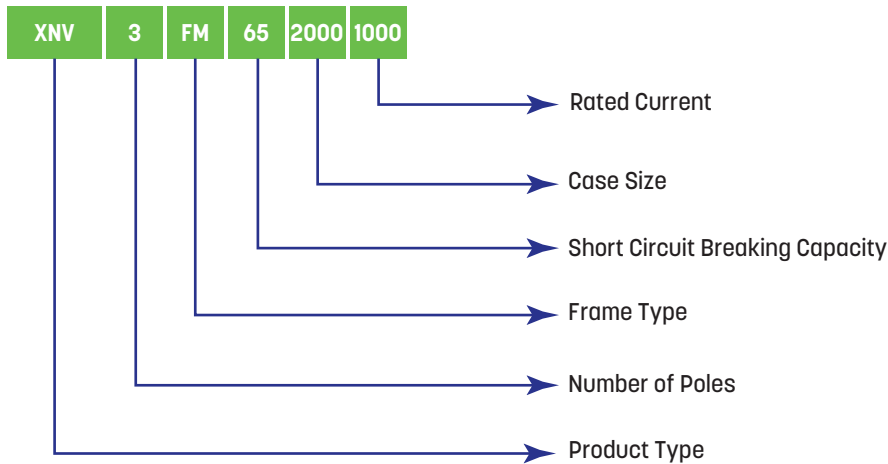 XNV 3 FM 65 2000 1000
Rated Current
Case Size
Short Circuit Breaking Capacity
Frame Type
Number of Poles
Product Type